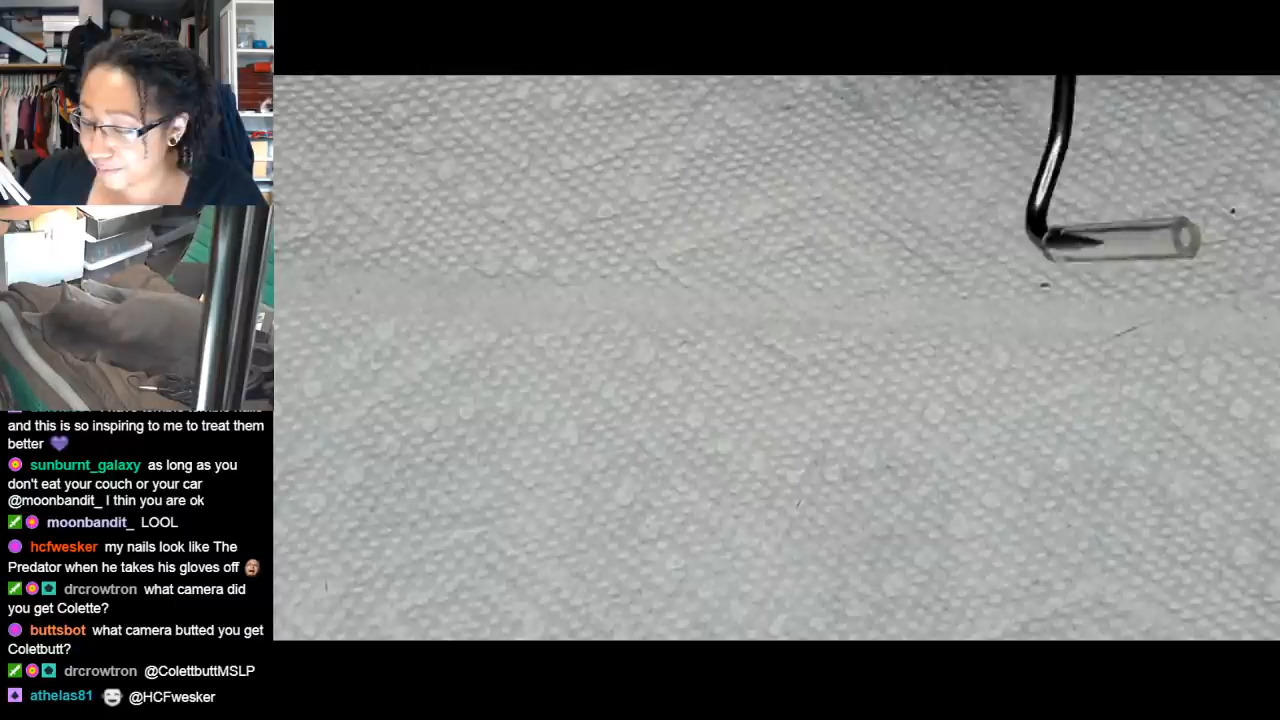 and this is so inspiring to me to treat them
better
sunburnt_galaxy as long as you
don't eat your couch or your car
@moonbandit_ I thin you are ok
moonbandit_ LOOL
hcfwesker my nails look like The
Predator when he takes his gloves off
drcrowtron what camera did
you get Colette?
buttsbot what camera butted you get
Coletbutt?
drcrowtron @ColettbuttMSLP
athelas81 @HCFwesker